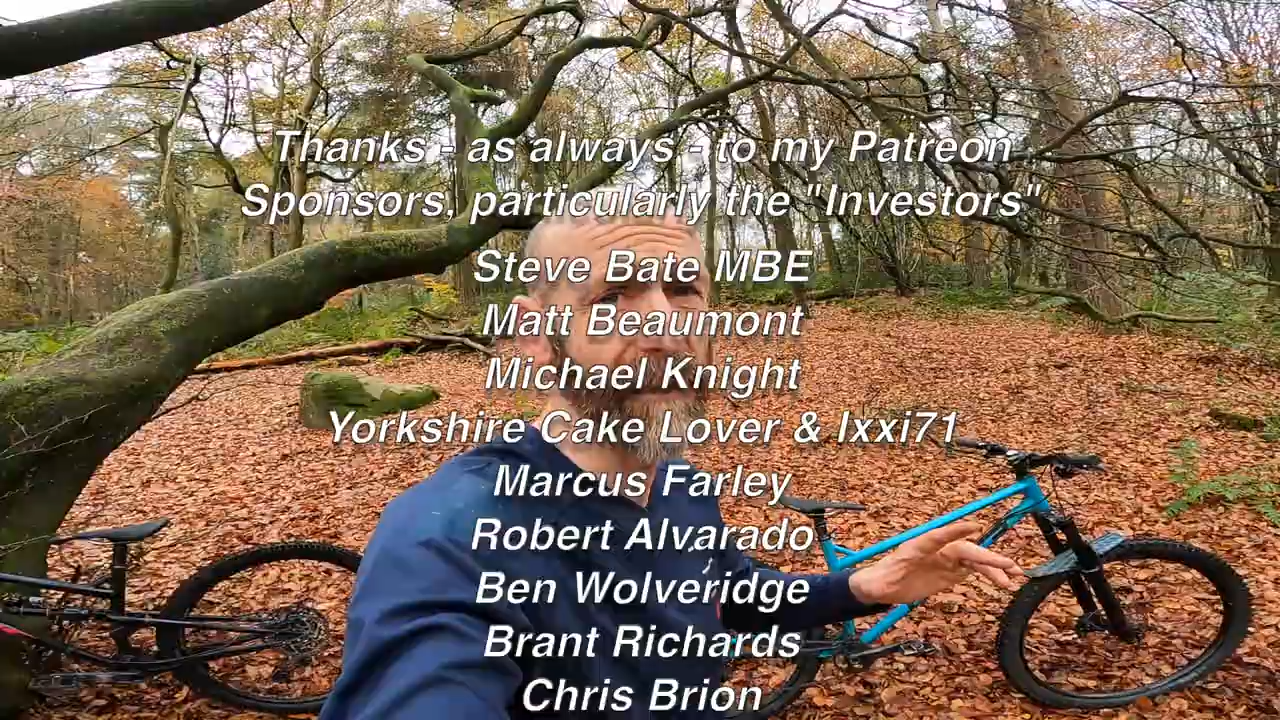 Thanks - as always - to my Patreon
Sponsors, particularly the "Investors"
Steve Bate MBE
Matt Beaumont
Michael Knight
Yorkshire Cake Lover & Ixxi71
Marcus Farley
Robert Alvarado
Ben Wolveridge
Brant Richards
Chris Brion